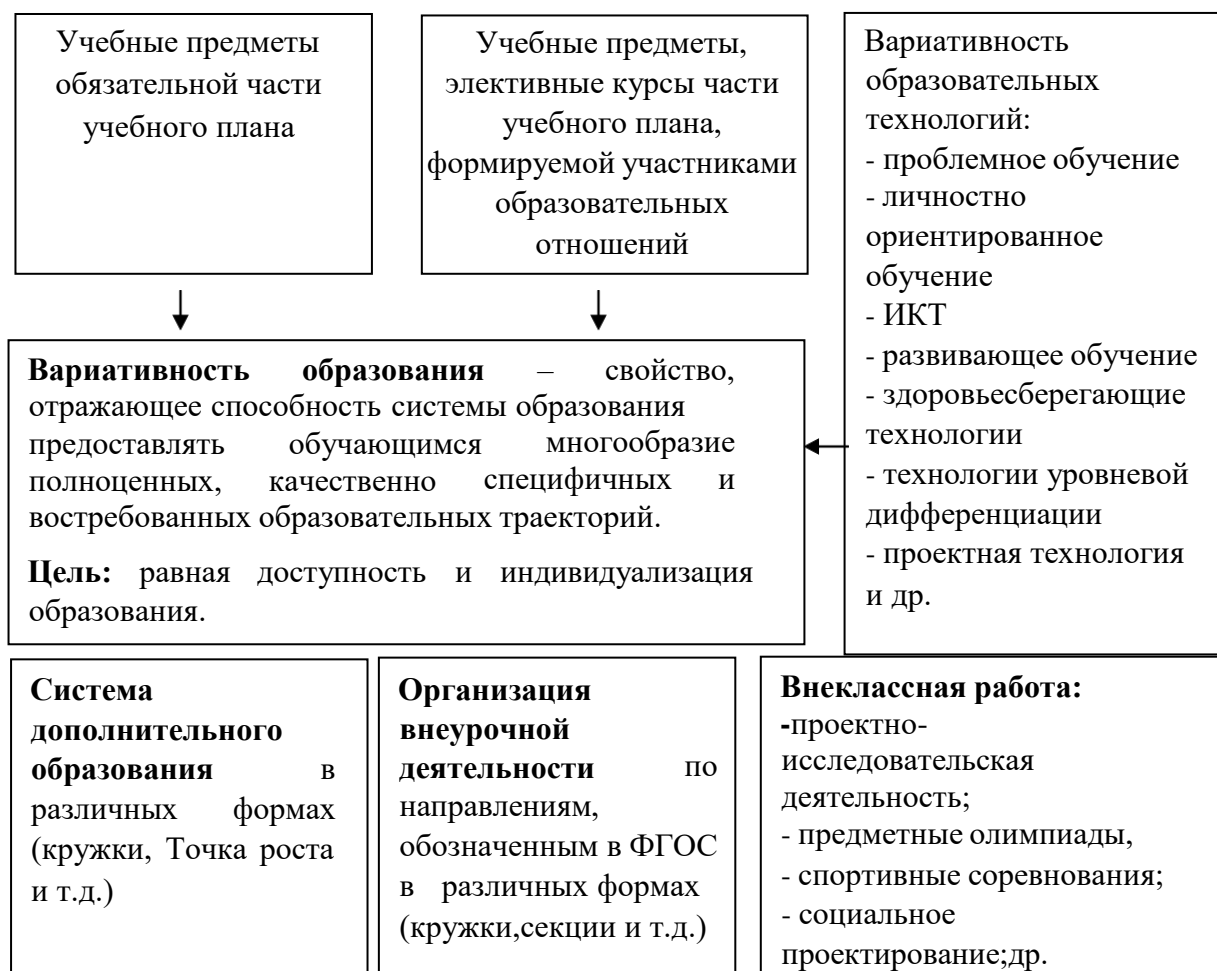 Учебные предметы
обязательной части
учебного плана
Учебные предметы,
элективные курсы части
учебного плана,
формируемой участниками
образовательных
отношений
Вариативность
образовательных
технологий:
- проблемное обучение
- личностно
ориентированное
обучение
- ИКТ
- развивающее обучение
- здоровьесберегающие
технологии
- технологии уровневой
дифференциации
- проектная технология
и др.
Вариативность образования – свойство,
отражающее способность системы образования
предоставлять обучающимся многообразие
полноценных, качественно специфичных и
востребованных образовательных траекторий.
Цель: равная доступность и индивидуализация
образования.
Система
дополнительного
образования в
различных формах
(кружки, Точка роста
и т.д.)
Организация
внеурочной
деятельности по
направлениям,
обозначенным в ФГОС
в различных формах
(кружки,секции и т.д.)
Внеклассная работа:
-проектно-
исследовательская
деятельность;
- предметные олимпиады,
- спортивные соревнования;
- социальное
проектирование;др.